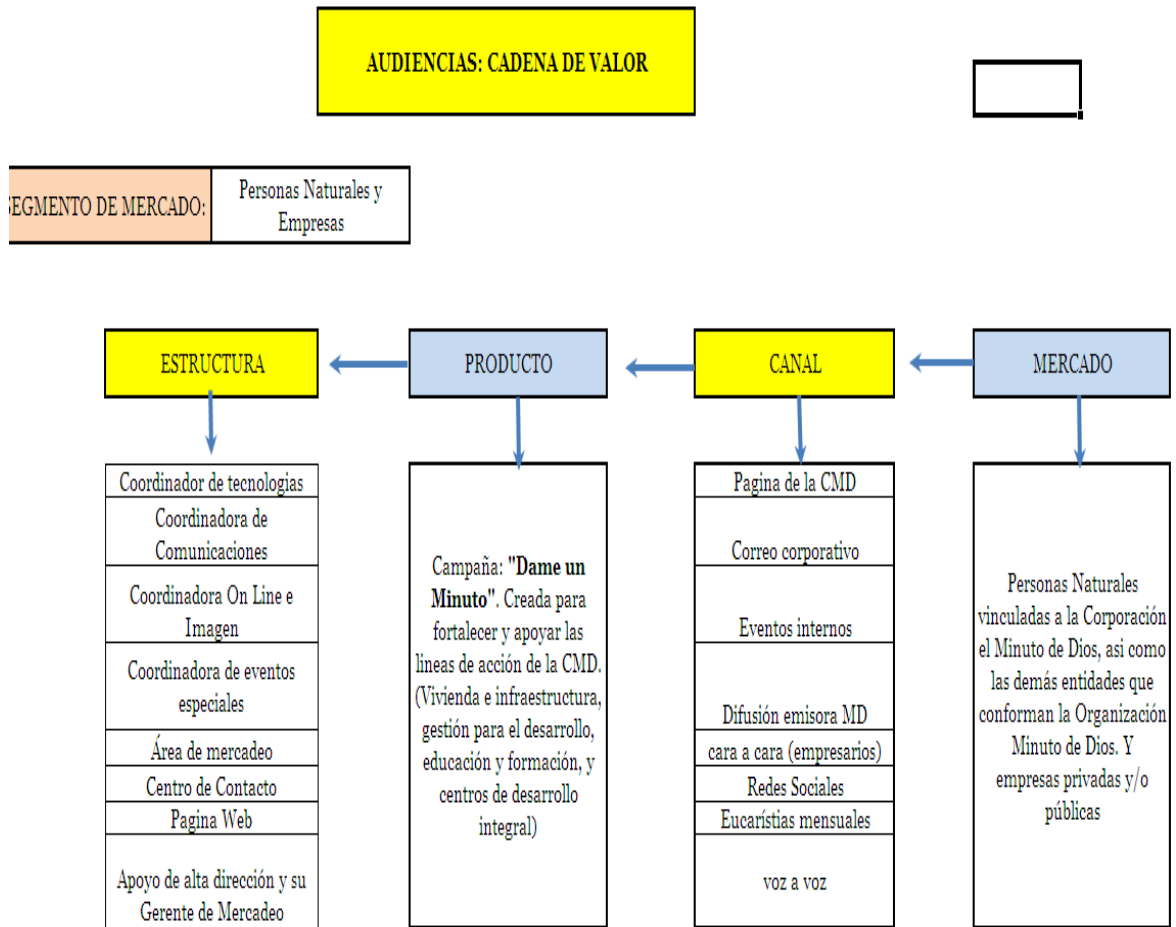 AUDIENCIAS: CADENA DE VALOR
SEGMENTO DE MERCADO:
Personas Naturales y
Empresas
ESTRUCTURA
PRODUCTO
CANAL
MERCADO
Coordinador de tecnologias
Coordinadora de
Comunicaciones
Coordinadora On Line e
Imagen
Coordinadora de eventos
especiales
Área de mercadeo
Centro de Contacto
Pagina Web
Apoyo de alta dirección y su
Gerente de Mercadeo
Campaña: "Dame un
Minuto". Creada para
fortalecer y apoyar las
lineas de acción de la CMD.
(Vivienda e infraestructura,
gestión para el desarrollo,
educación y formación, y
centros de desarrollo
integral)
Pagina de la CMD
Correo corporativo
Eventos internos
Difusión emisora MD
cara a cara (empresarios)
Redes Sociales
Eucarístias mensuales
voz a voz
Personas Naturales
vinculadas a la Corporación
el Minuto de Dios, asi como
las demás entidades que
conforman la Organización
Minuto de Dios. Y
empresas privadas y/o
públicas